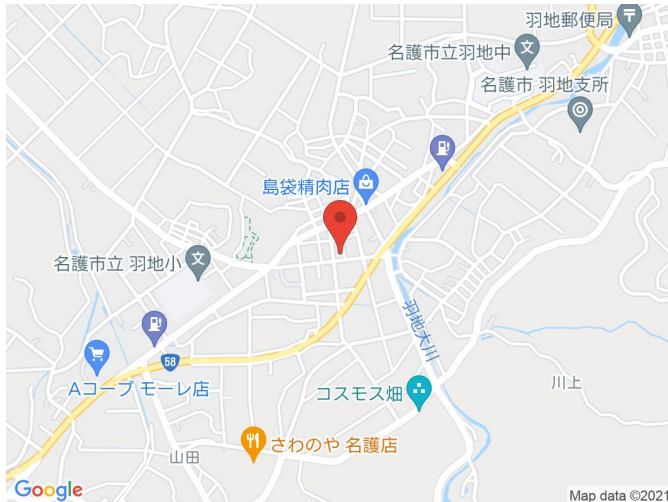 羽地郵便局
名護市立羽地中
名護市 羽地支所
島袋精肉店
名護市立 羽地小
58
羽地大川
Aコープ モーレ店
コスモス畑
川上
さわのや 名護店
山田
Google
Map data ©2021